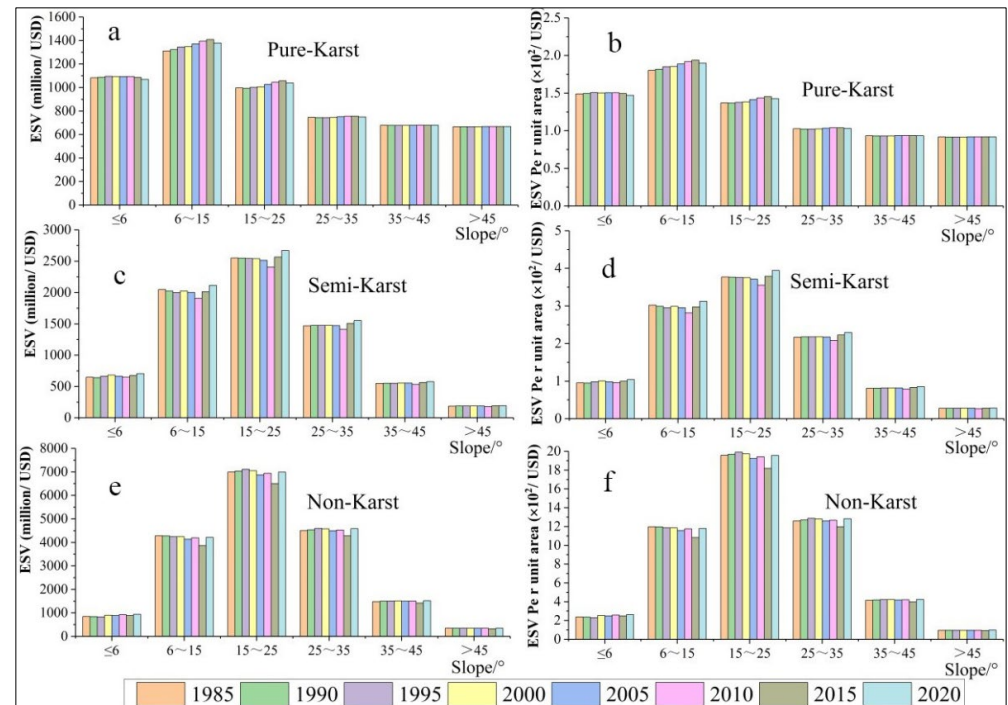 a
Pure-Karst
ESV (million/ USD)
1600
1400
1200
1000
800
600
400
200
0
≤6 6～15 15～25 25～35 35～45 >45
Slope/°
b
Pure-Karst
ESV Pe r unit area (×10²/ USD)
2.5
2.0
1.5
1.0
0.5
0.0
≤6 6～15 15～25 25～35 35～45 >45
Slope/°
c
Semi-Karst
ESV (million/ USD)
3000
2500
2000
1500
1000
500
0
≤6 6～15 15～25 25～35 35～45 >45
d
Semi-Karst
ESV Pe r unit area (×10²/ USD)
5
4
3
2
1
0
≤6 6～15 15～25 25～35 35～45 >45
e
Non-Karst
ESV (million/ USD)
8000
7000
6000
5000
4000
3000
2000
1000
0
≤6 6～15 15～25 25～35 35～45 >45
Slope/°
f
Non-Karst
ESV Pe r unit area (×10²/ USD)
20
18
16
14
12
10
8
6
4
2
0
≤6 6～15 15～25 25～35 35～45 >45
Slope/°
1985 1990 1995 2000 2005 2010 2015 2020